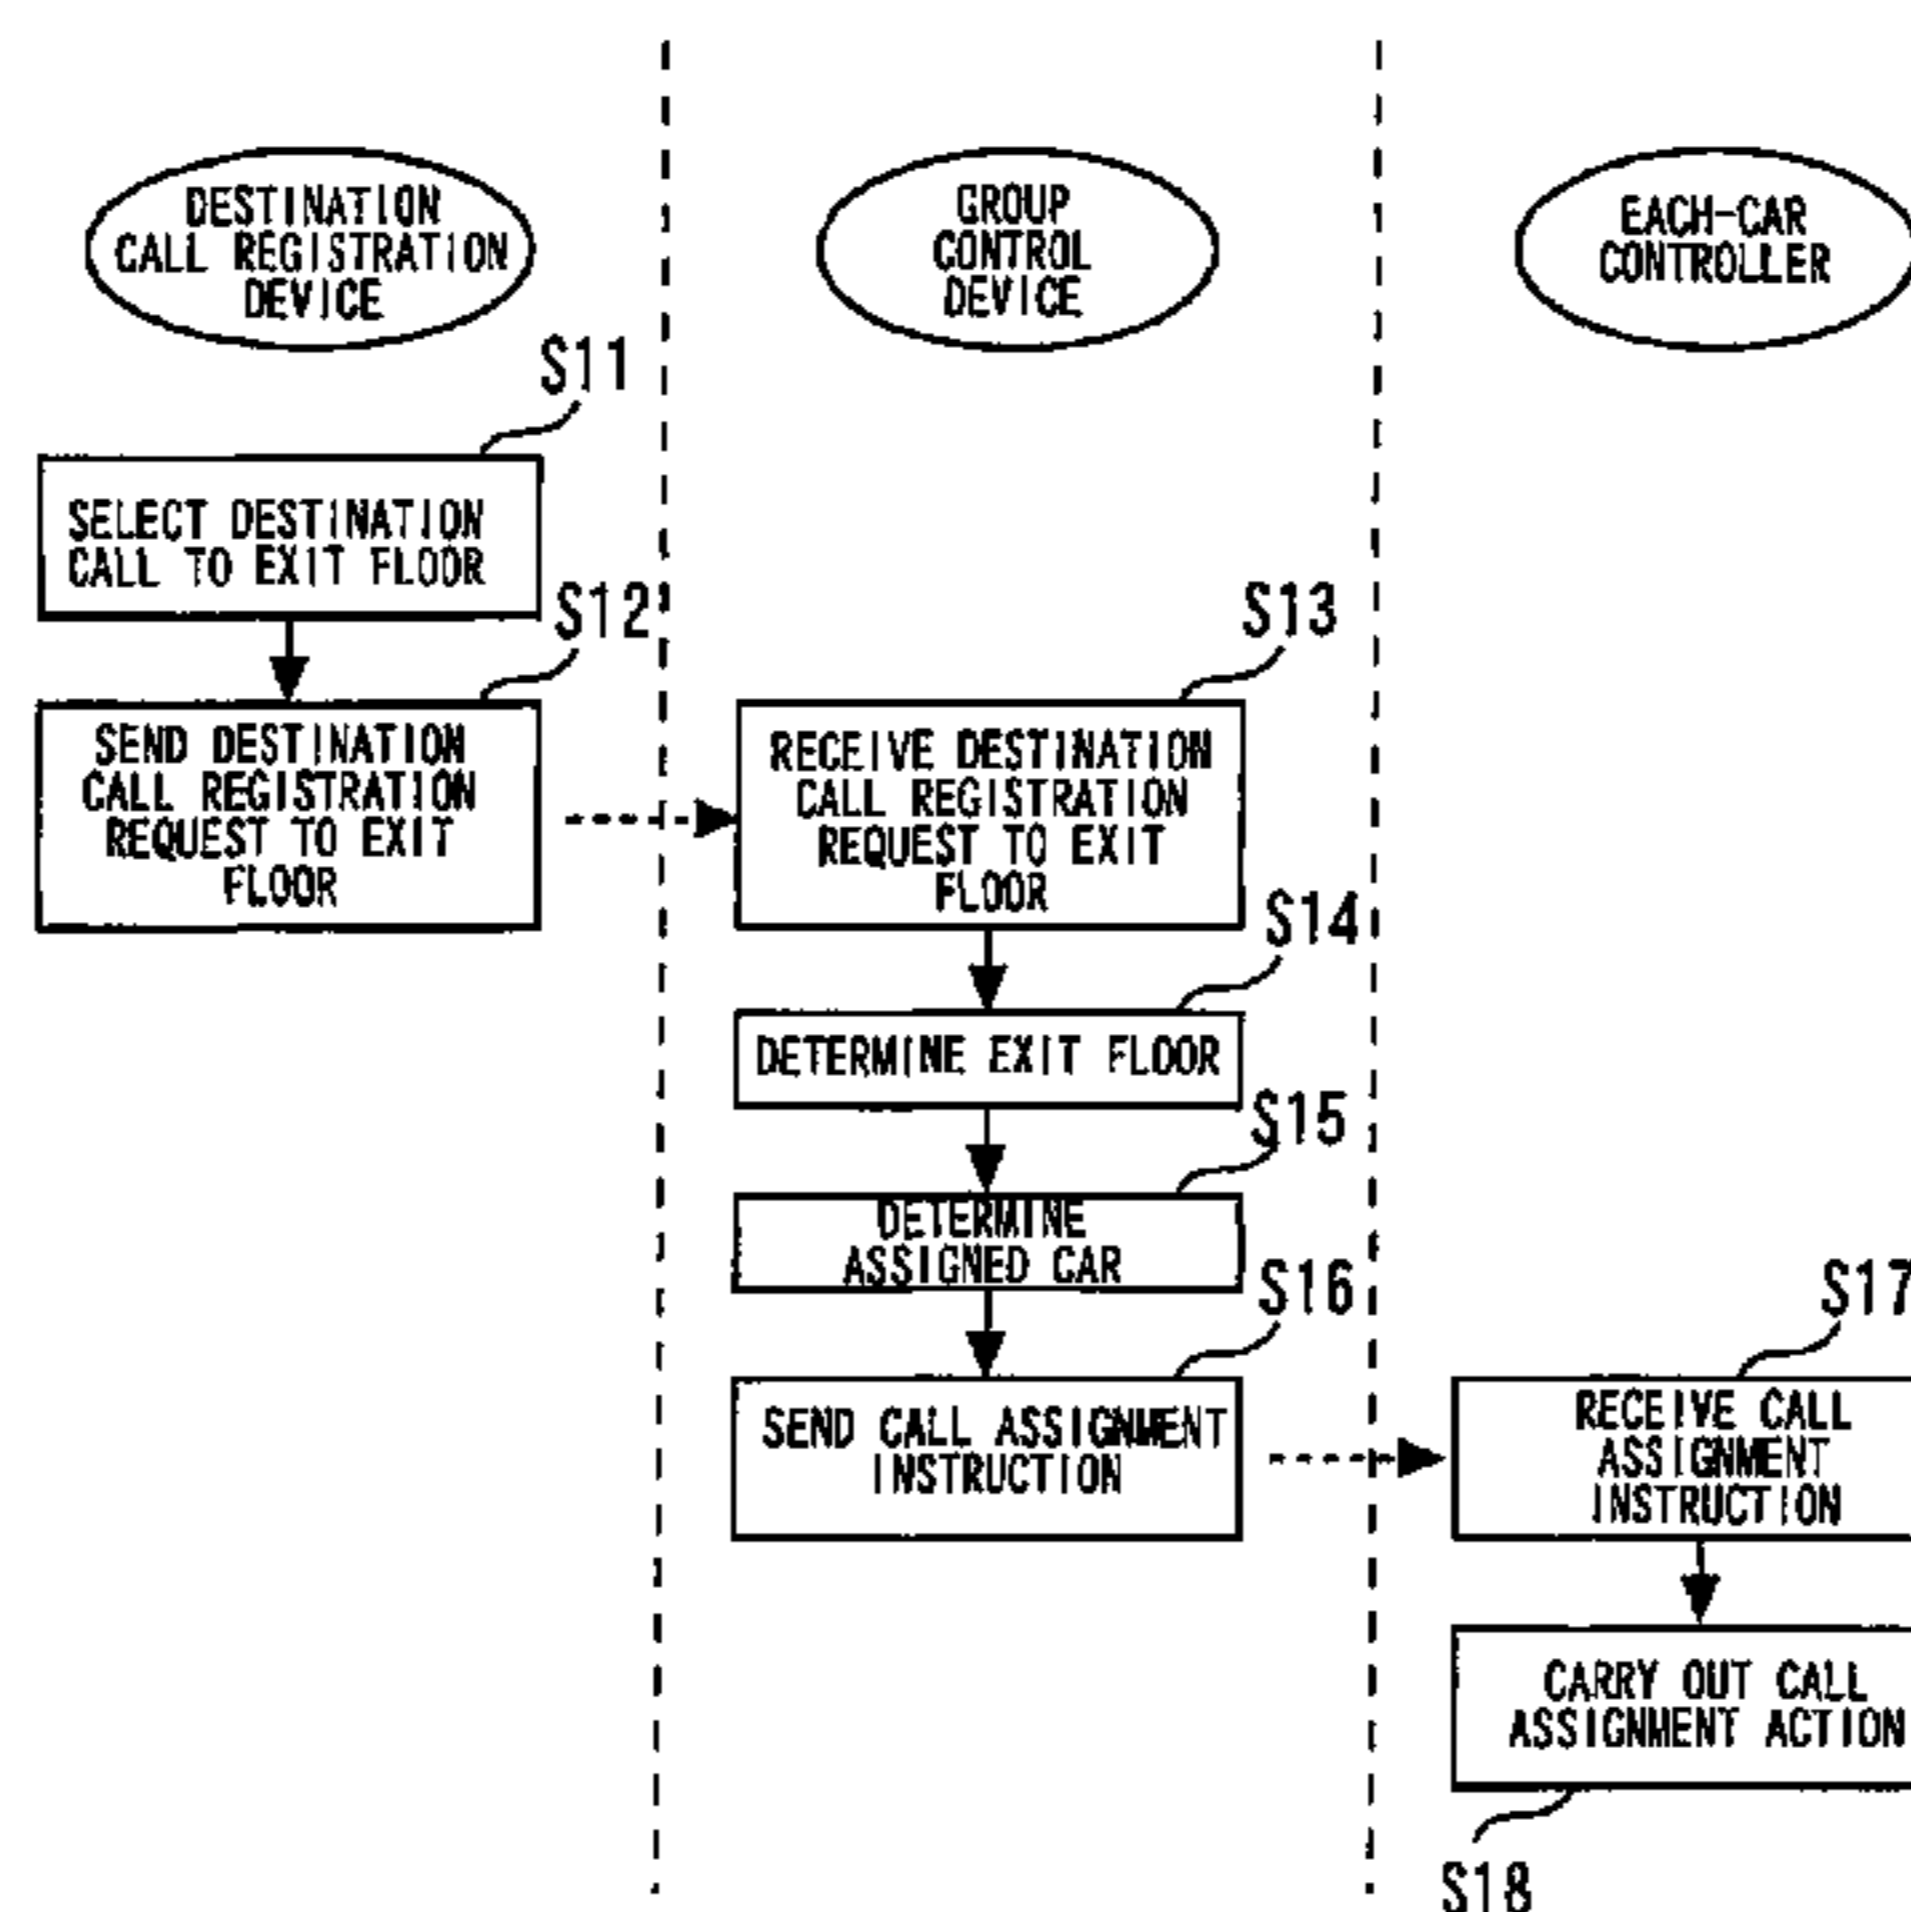 DESTINATION
CALL REGISTRATION
DEVICE
GROUP
CONTROL
DEVICE
EACH-CAR
CONTROLLER
S11
SELECT DESTINATION
CALL TO EXIT FLOOR
S12
SEND DESTINATION
CALL REGISTRATION
REQUEST TO EXIT
FLOOR
S13
RECEIVE DESTINATION
CALL REGISTRATION
REQUEST TO EXIT
FLOOR
S14
DETERMINE EXIT FLOOR
S15
DETERMINE
ASSIGNED CAR
S16
SEND CALL ASSIGNMENT
INSTRUCTION
S17
RECEIVE CALL
ASSIGNMENT
INSTRUCTION
CARRY OUT CALL
ASSIGNMENT ACTION
S18